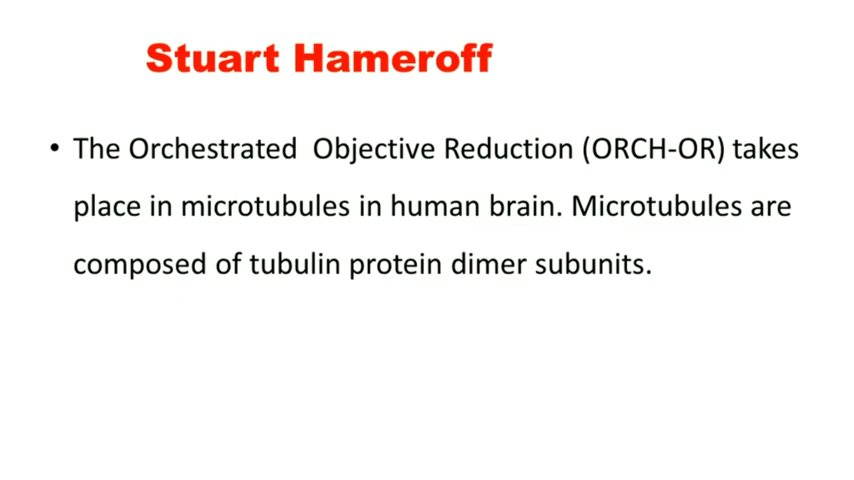 Stuart Hameroff
• The Orchestrated Objective Reduction (ORCH-OR) takes
place in microtubules in human brain. Microtubules are
composed of tubulin protein dimer subunits.